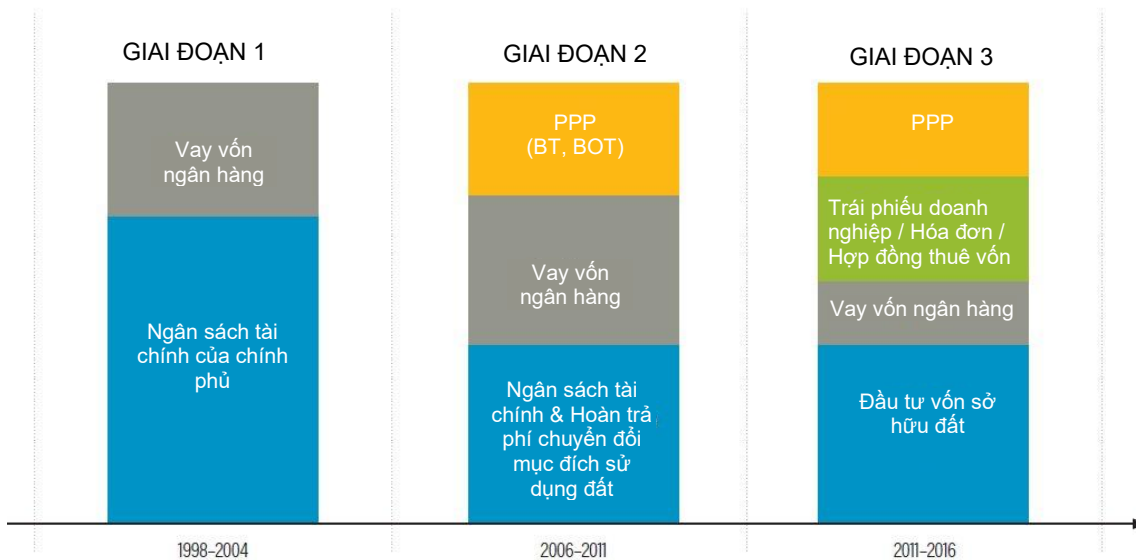 GIAI ĐOẠN 1
Vay vốn
ngân hàng
Ngân sách tài
chính của chính
phủ
1998–2004
GIAI ĐOẠN 2
PPP
(BT, BOT)
Vay vốn
ngân hàng
Ngân sách tài
chính & Hoàn trả
phí chuyển đổi
mục đích sử
dụng đất
2006–2011
GIAI ĐOẠN 3
PPP
Trái phiếu doanh
nghiệp / Hóa đơn /
Hợp đồng thuê vốn
Vay vốn ngân hàng
Đầu tư vốn sở
hữu đất
2011–2016